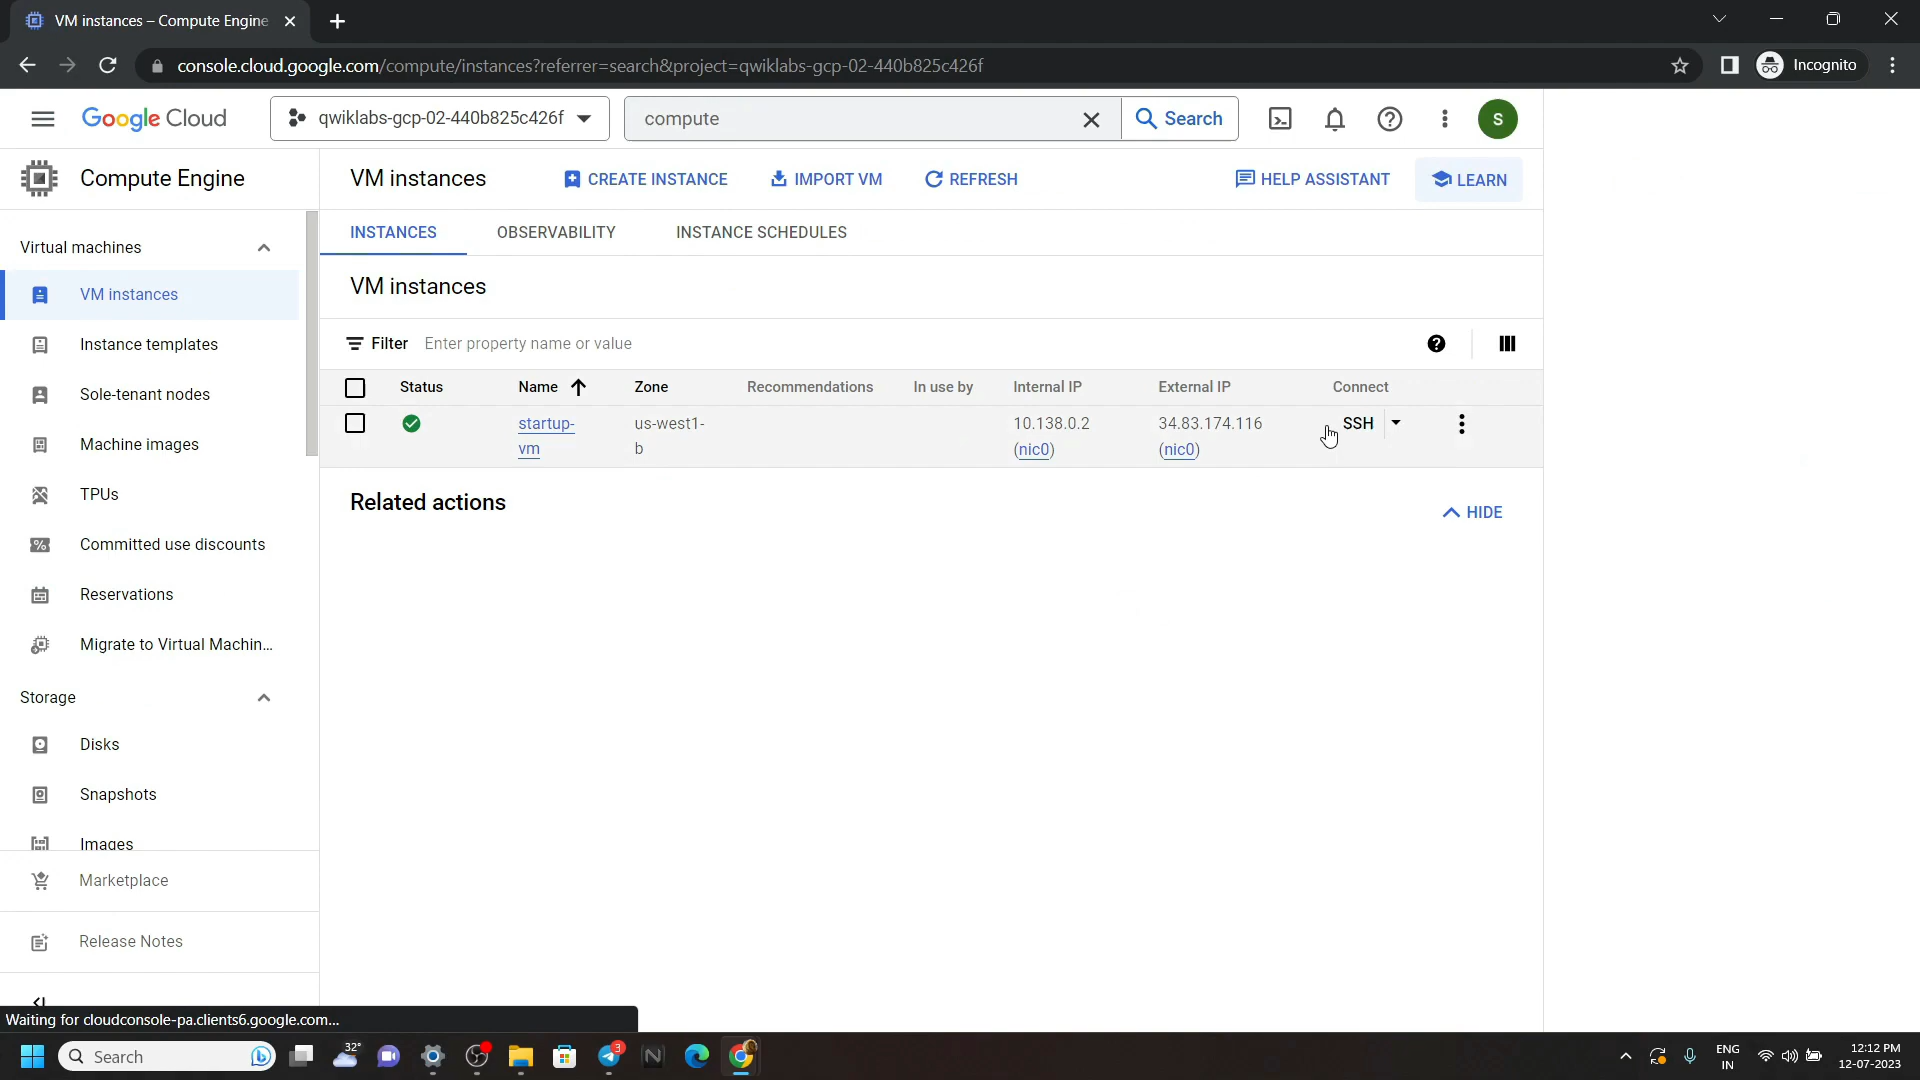 VM instances – Compute Engine
console.cloud.google.com/compute/instances?referrer=search&project=qwiklabs-gcp-02-440b825c426f
Incognito
Google Cloud
qwiklabs-gcp-02-440b825c426f
compute
Search
S
Compute Engine
VM instances
CREATE INSTANCE
IMPORT VM
REFRESH
HELP ASSISTANT
LEARN
Virtual machines
INSTANCES
OBSERVABILITY
INSTANCE SCHEDULES
VM instances
VM instances
Instance templates
Filter
Enter property name or value
Sole-tenant nodes
Status
Name
Zone
Recommendations
In use by
Internal IP
External IP
Connect
startup-
vm
us-west1-
b
10.138.0.2
(nic0)
34.83.174.116
(nic0)
SSH
Machine images
TPUs
Related actions
HIDE
Committed use discounts
Reservations
Migrate to Virtual Machin...
Storage
Disks
Snapshots
Images
Marketplace
Release Notes
Waiting for cloudconsole-pa.clients6.google.com...
Search
32°
3
ENG
IN
12:12 PM
12-07-2023